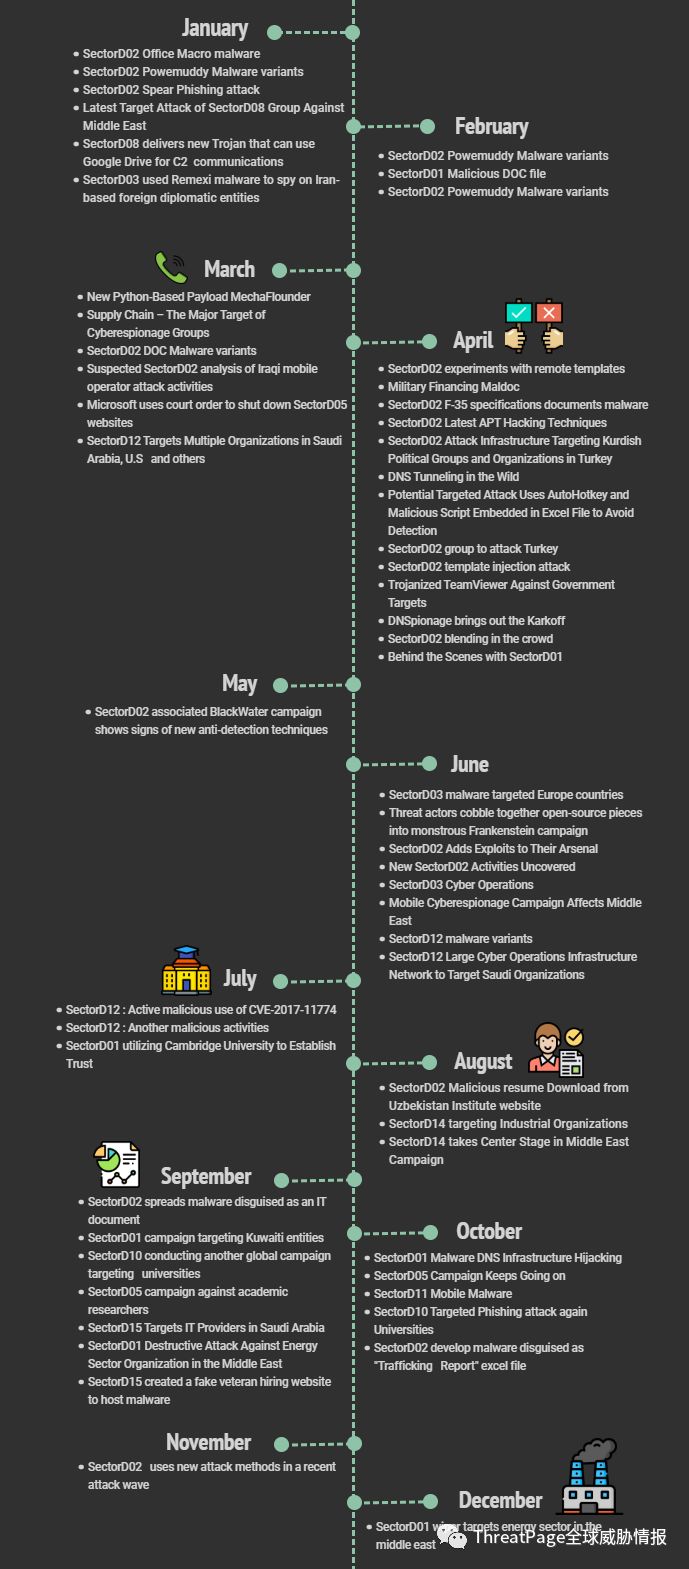 January
SectorD02 Office Macro malware
SectorD02 Powemuddy Malware variants
SectorD02 Spear Phishing attack
Latest Target Attack of SectorD08 Group Against
Middle East
SectorD08 delivers new Trojan that can use
Google Drive for C2 communications
SectorD03 used Remexi malware to spy on Iran-
based foreign diplomatic entities
February
SectorD02 Powemuddy Malware variants
SectorD01 Malicious DOC file
SectorD02 Powemuddy Malware variants
March
New Python-Based Payload MechaFlounder
Supply Chain – The Major Target of
Cyberespionage Groups
SectorD02 DOC Malware variants
Suspected SectorD02 analysis of Iraqi mobile
operator attack activities
Microsoft uses court order to shut down SectorD05
websites
SectorD12 Targets Multiple Organizations in Saudi
Arabia, U.S and others
April
SectorD02 experiments with remote templates
Military Financing Maldoc
SectorD02 F-35 specifications documents malware
SectorD02 Latest APT Hacking Techniques
SectorD02 Attack Infrastructure Targeting Kurdish
Political Groups and Organizations in Turkey
DNS Tunneling in the Wild
Potential Targeted Attack Uses AutoHotkey and
Malicious Script Embedded in Excel File to Avoid
Detection
SectorD02 group to attack Turkey
SectorD02 template injection attack
Trojanized TeamViewer Against Government
Targets
DNSpionage brings out the Karkoff
SectorD02 blending in the crowd
Behind the Scenes with SectorD01
May
SectorD02 associated BlackWater campaign
shows signs of new anti-detection techniques
June
SectorD03 malware targeted Europe countries
Threat actors cobble together open-source pieces
into monstrous Frankenstein campaign
SectorD02 Adds Exploits to Their Arsenal
New SectorD02 Activities Uncovered
SectorD03 Cyber Operations
Mobile Cyberespionage Campaign Affects Middle
East
SectorD12 malware variants
SectorD12 Large Cyber Operations Infrastructure
Network to Target Saudi Organizations
July
SectorD12 : Active malicious use of CVE-2017-11774
SectorD12 : Another malicious activities
SectorD01 utilizing Cambridge University to Establish
Trust
August
SectorD02 Malicious resume Download from
Uzbekistan Institute website
SectorD14 targeting Industrial Organizations
SectorD14 takes Center Stage in Middle East
Campaign
September
SectorD02 spreads malware disguised as an IT
document
SectorD01 campaign targeting Kuwaiti entities
SectorD10 conducting another global campaign
targeting universities
SectorD05 campaign against academic
researchers
SectorD15 Targets IT Providers in Saudi Arabia
SectorD01 Destructive Attack Against Energy
Sector Organization in the Middle East
SectorD15 created a fake veteran hiring website
to host malware
October
SectorD01 Malware DNS Infrastructure Hijacking
SectorD05 Campaign Keeps Going on
SectorD11 Mobile Malware
SectorD10 Targeted Phishing attack again
Universities
SectorD02 develop malware disguised as
"Trafficking Report" excel file
November
SectorD02 uses new attack methods in a recent
attack wave
December
SectorD01 wiper targets energy sector in the
middle east
ThreatPage全球威胁情报